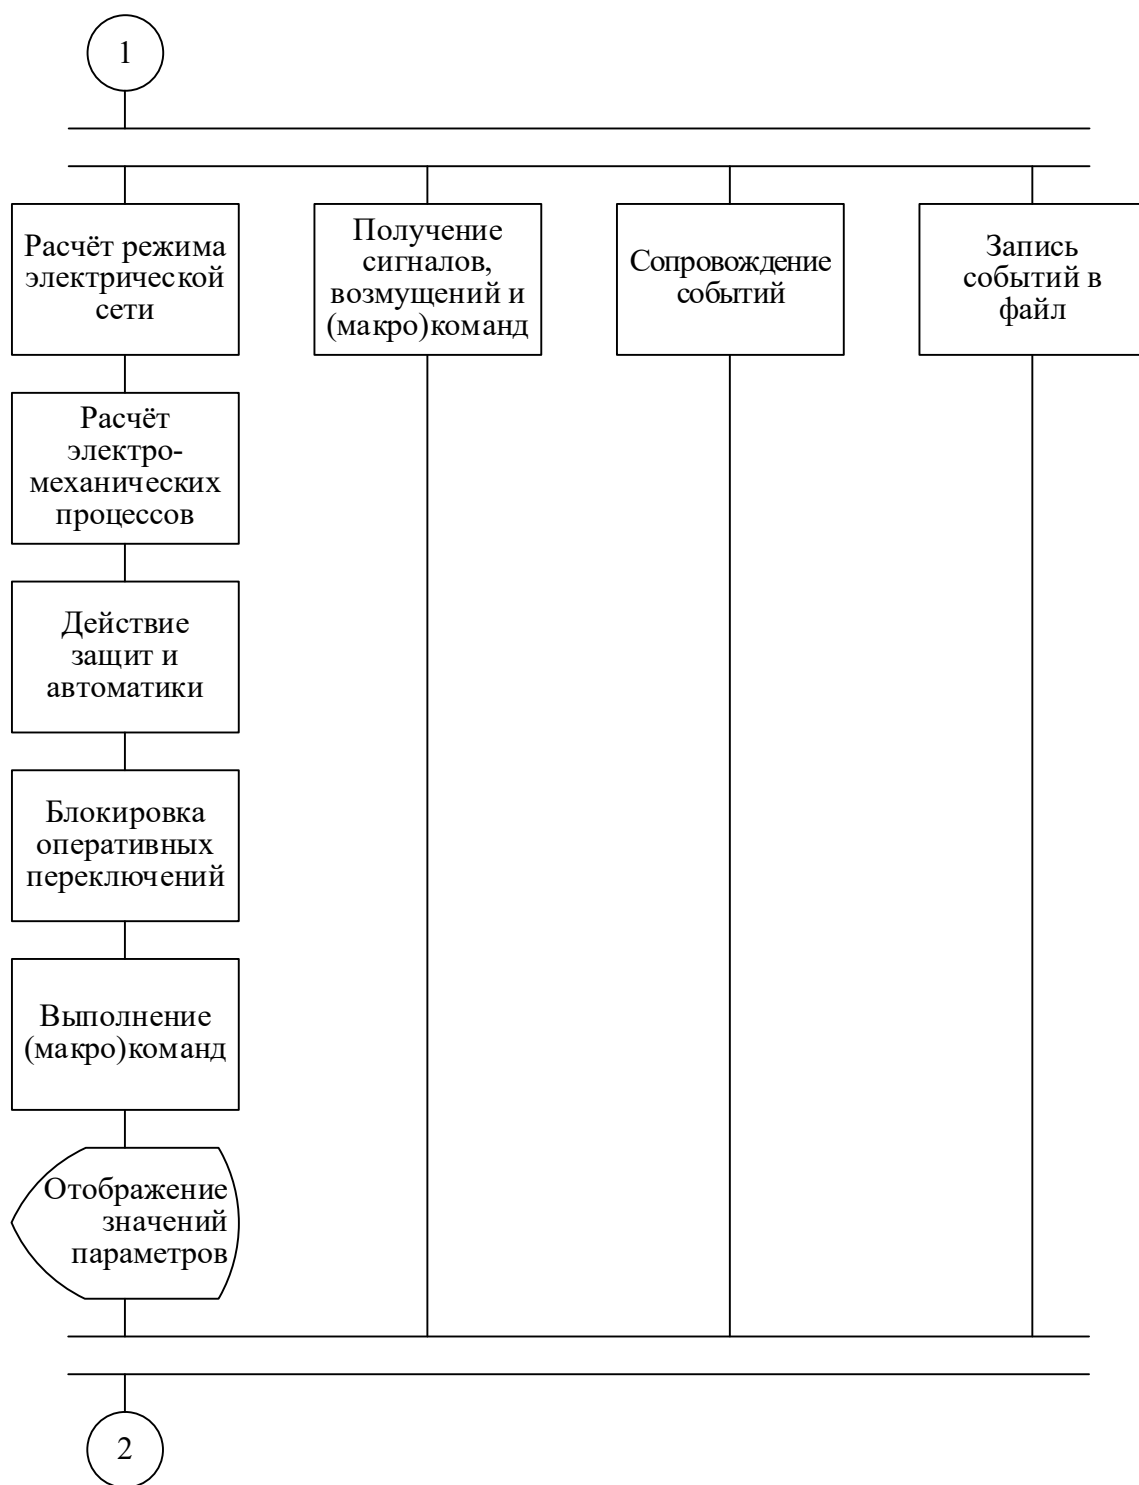 1
Расчёт режима
электрической
сети
Получение
сигналов,
возмущений и
(макро)команд
Сопровождение
событий
Запись
событий в
файл
Расчёт
электро-
механических
процессов
Действие
защит и
автоматики
Блокировка
оперативных
переключений
Выполнение
(макро)команд
Отображение
значений
параметров
2